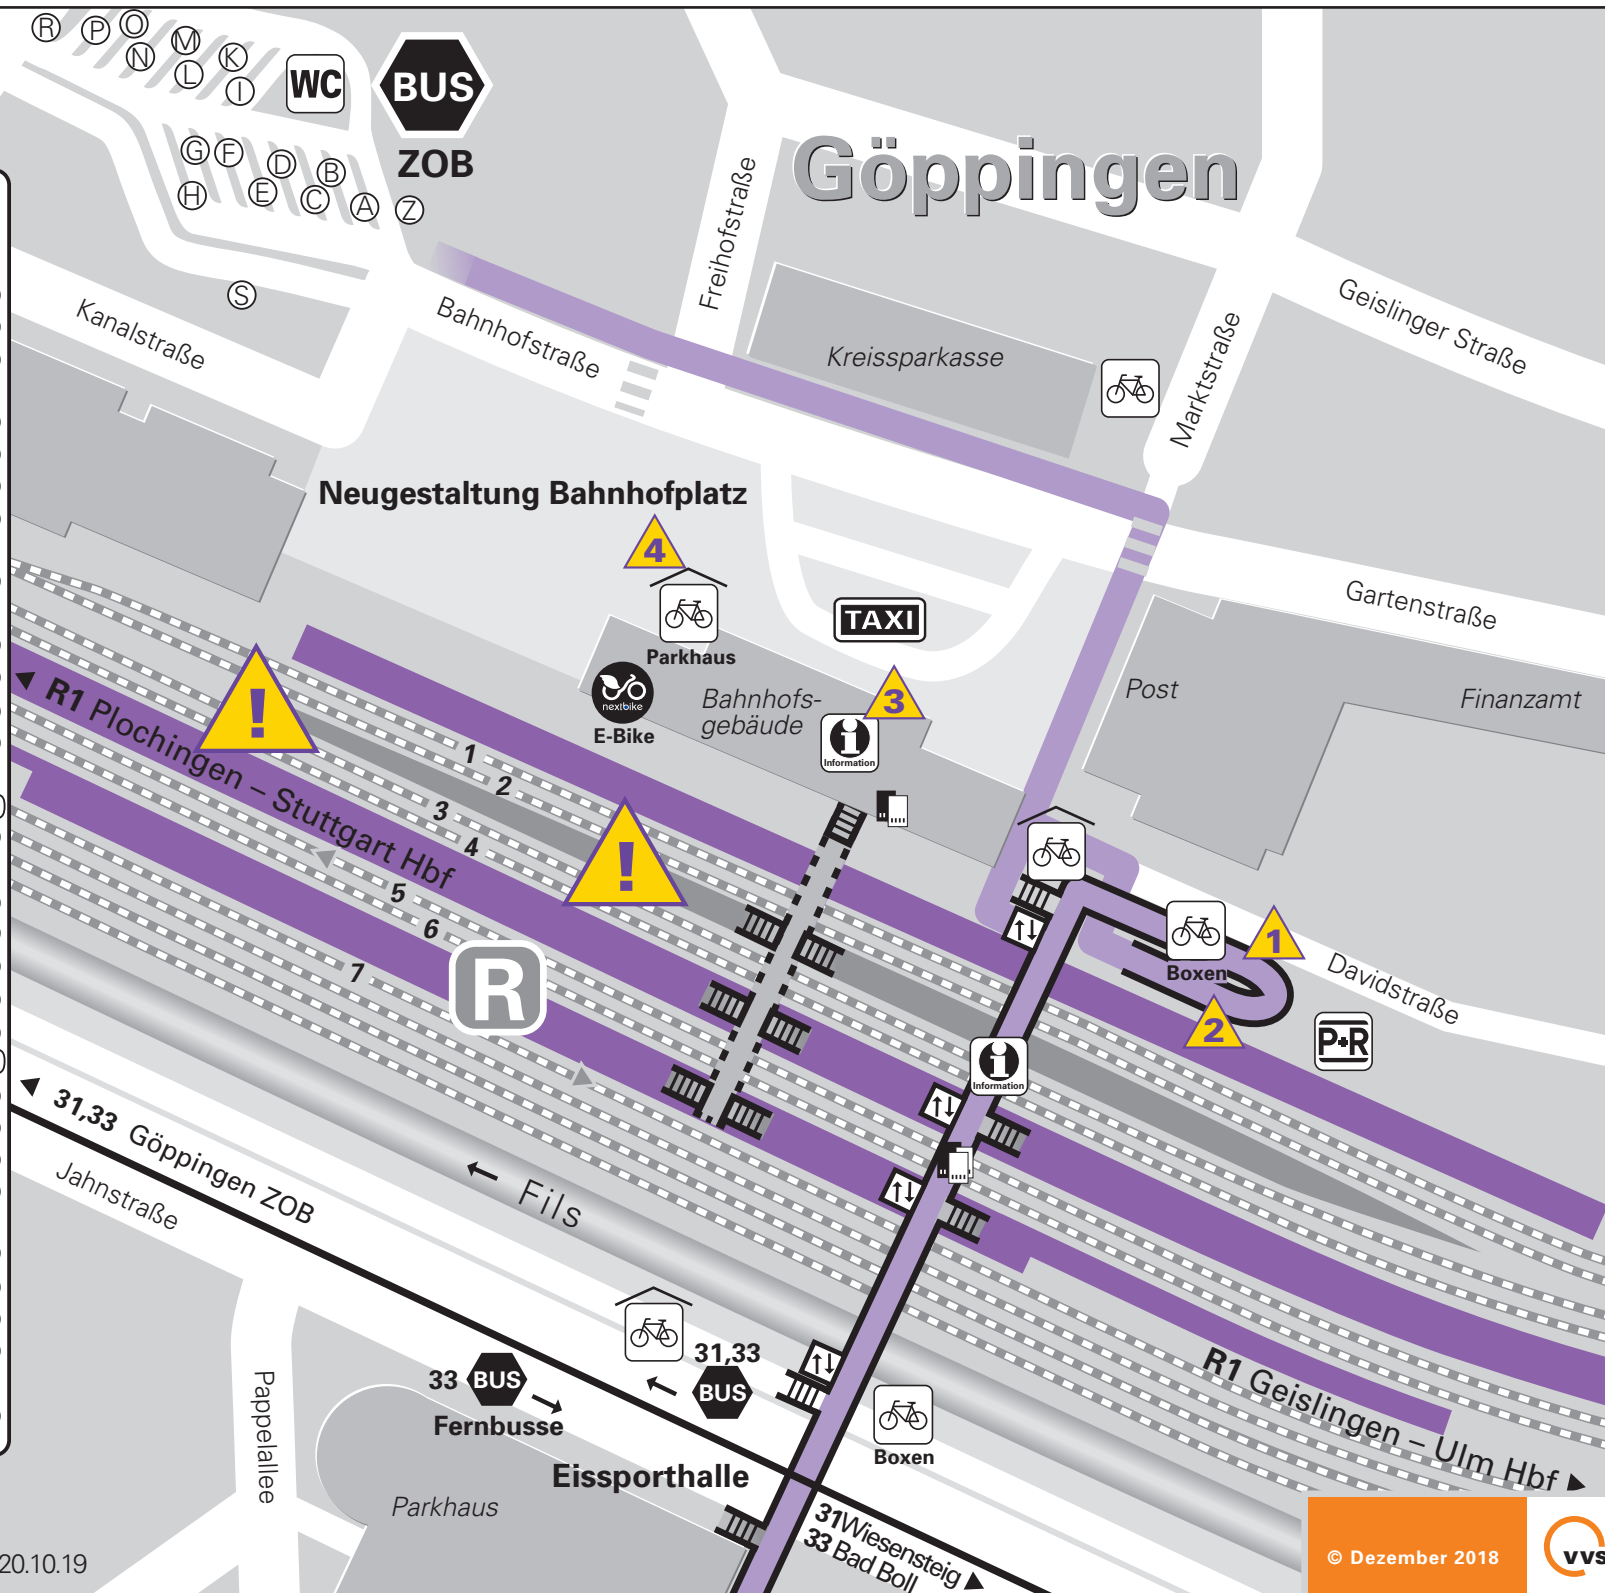 R P O M K
N L I
WC
BUS
ZOB
G F D B
H E C A Z
S
Göppingen
Freihofstraße
Kanalstraße
Bahnhofstraße
Kreissparkasse
Marktstraße
Geislinger Straße
Neugestaltung Bahnhofplatz
4
Parkhaus
TAXI
Gartenstraße
nextbike
E-Bike
Bahnhofs-
gebäude
3
i
Information
Post
Finanzamt
R1 Plochingen – Stuttgart Hbf
!
!
1
2
3
4
5
6
7
R
Boxen
1
2
Davidstraße
P+R
i
Information
31,33 Göppingen ZOB
Jahnstraße
Fils
Pappelallee
33 BUS
Fernbusse
31,33
BUS
Eissporthalle
Boxen
Parkhaus
R1 Geislingen – Ulm Hbf
31 Wiesensteig
33 Bad Boll
20.10.19
© Dezember 2018
vvs